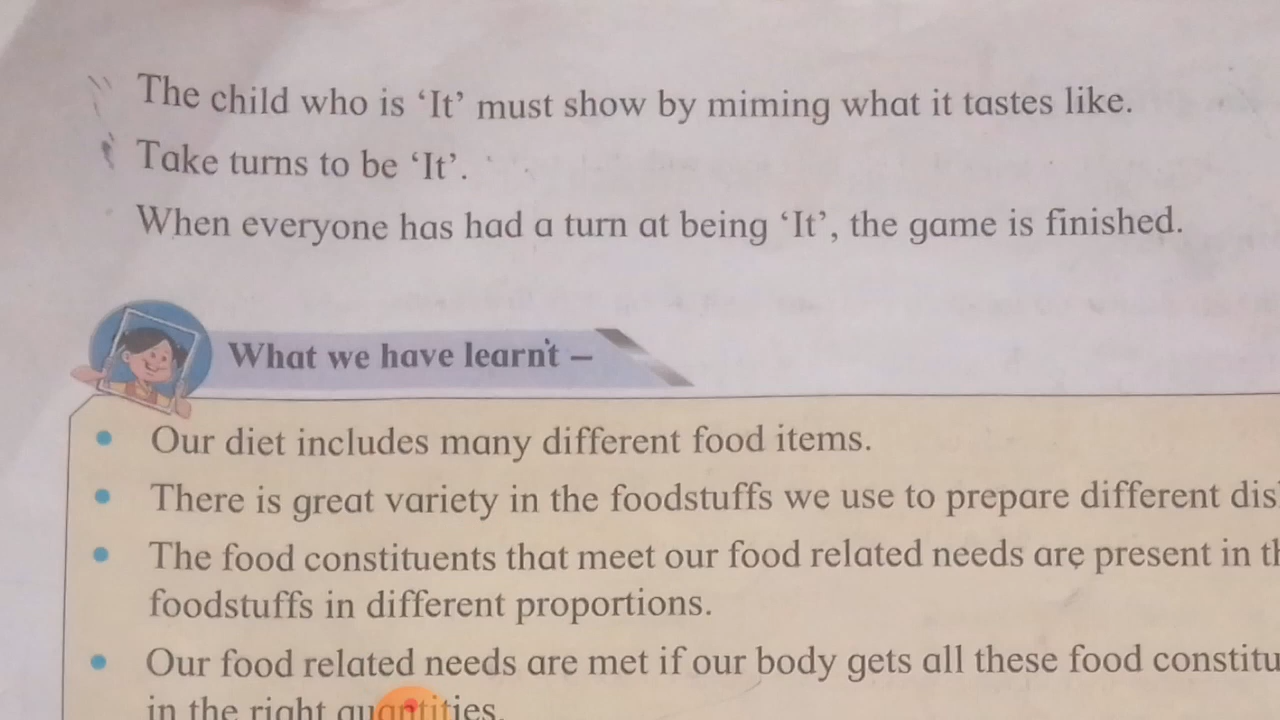 The child who is ‘It’ must show by miming what it tastes like.
Take turns to be ‘It’.
When everyone has had a turn at being ‘It’, the game is finished.
What we have learnt –
• Our diet includes many different food items.
• There is great variety in the foodstuffs we use to prepare different
• The food constituents that meet our food related needs are present in
foodstuffs in different proportions.
• Our food related needs are met if our body gets all these food
in the right quantities.